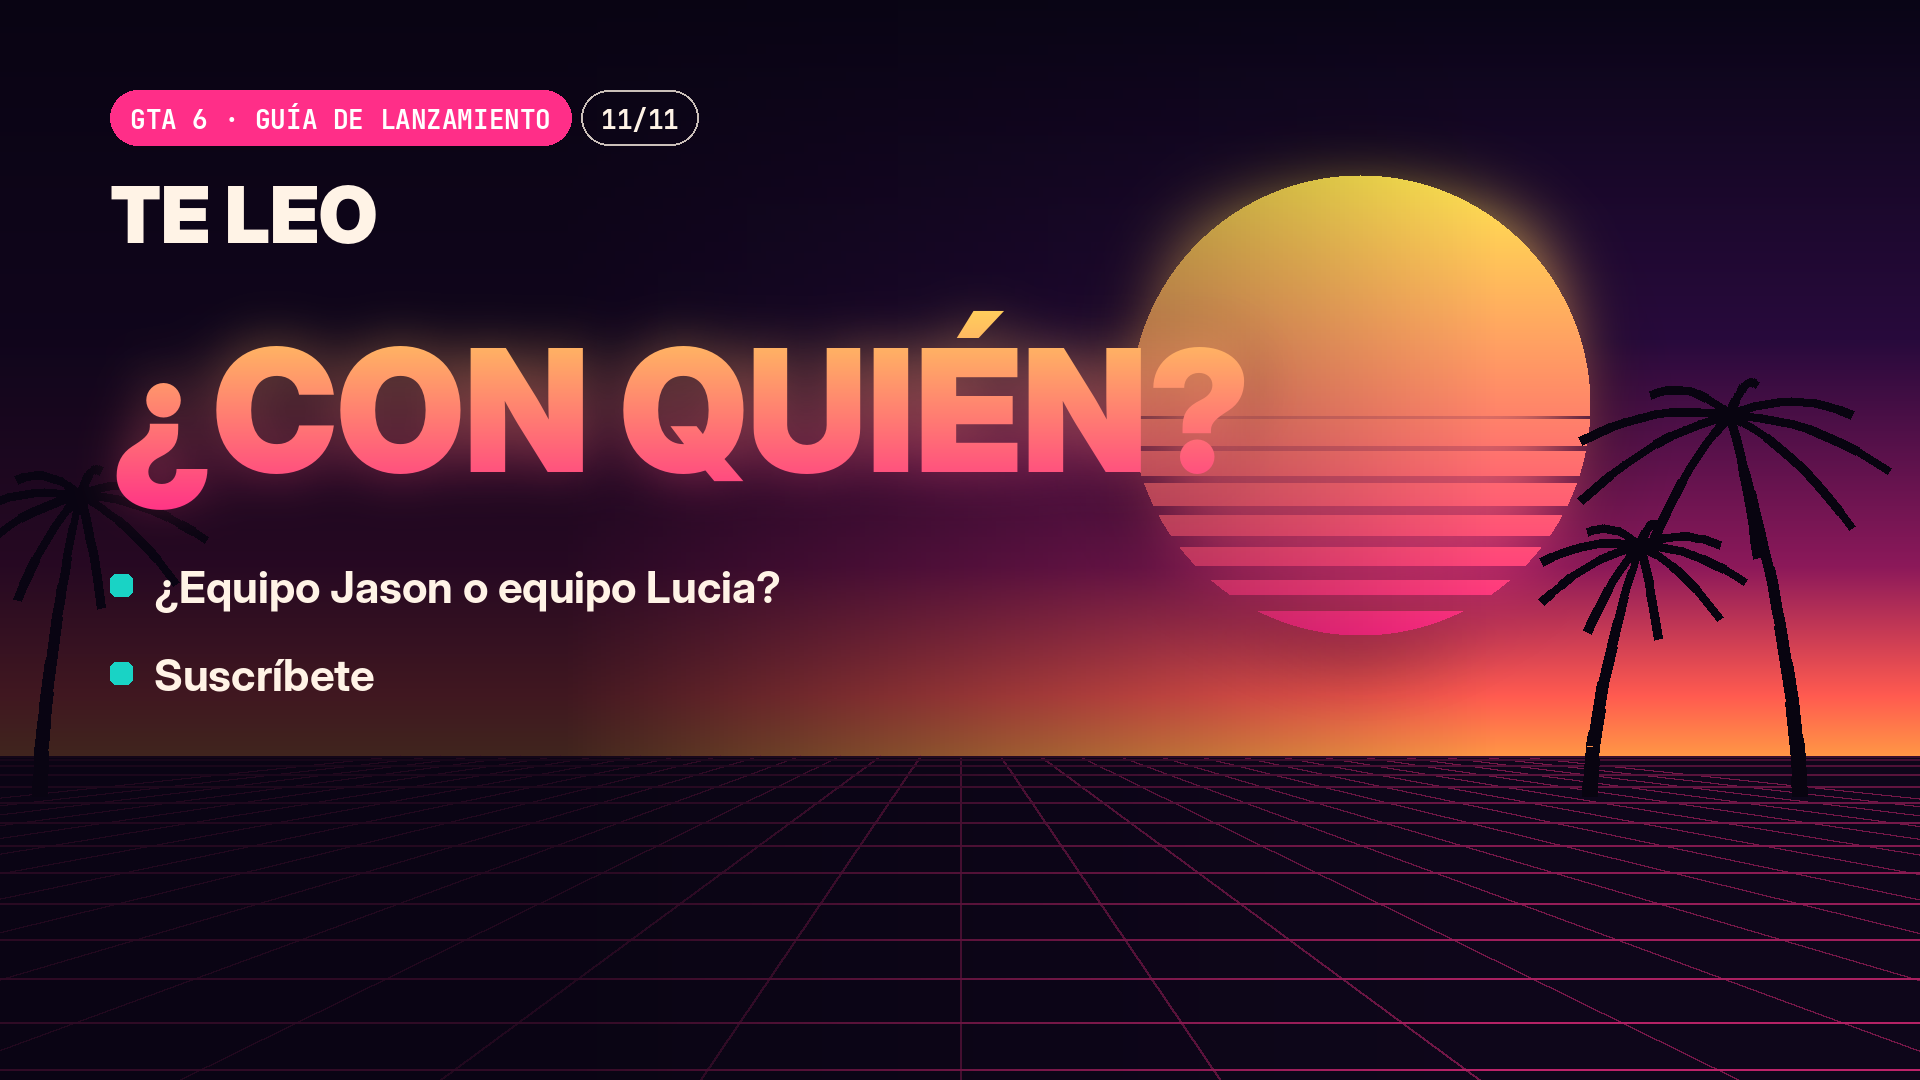 GTA 6 · GUÍA DE LANZAMIENTO
11/11
TE LEO
¿CON QUIÉN?
¿Equipo Jason o equipo Lucia?
Suscríbete